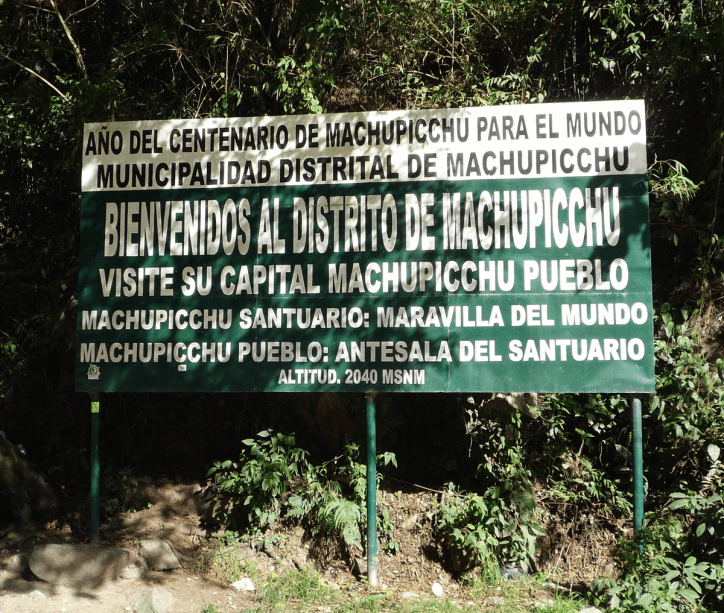 AÑO DEL CENTENARIO DE MACHUPICCHU PARA EL MUNDO
MUNICIPALIDAD DISTRITAL DE MACHUPICCHU
BIENVENIDOS AL DISTRITO DE MACHUPICCHU
VISITE SU CAPITAL MACHUPICCHU PUEBLO
MACHUPICCHU SANTUARIO: MARAVILLA DEL MUNDO
MACHUPICCHU PUEBLO: ANTESALA DEL SANTUARIO
ALTITUD. 2040 MSNM